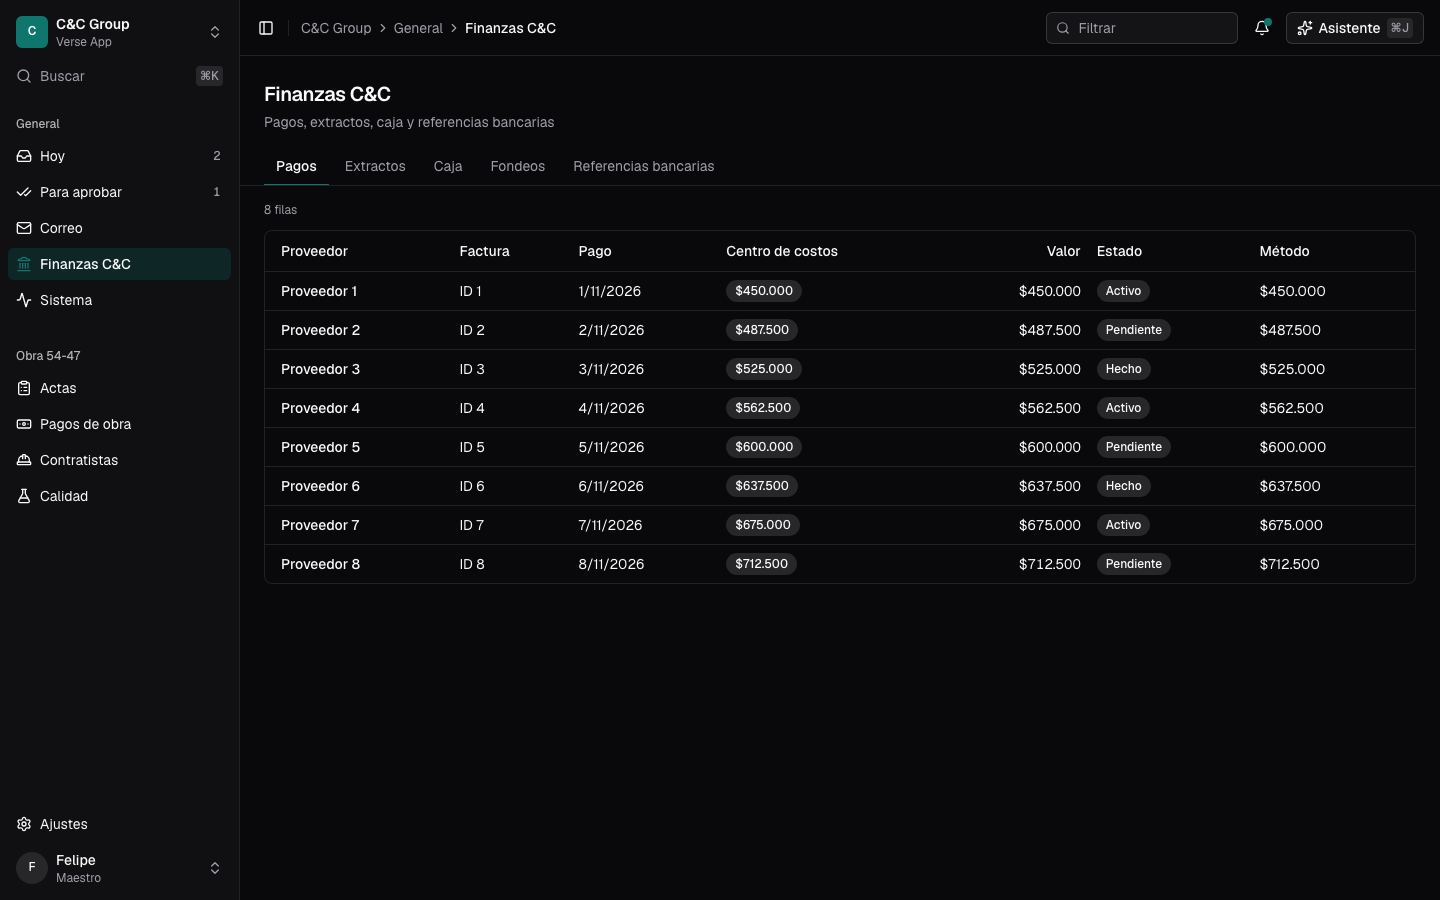 C
C&C Group
Verse App
Buscar ⌘K
General
Hoy 2
Para aprobar 1
Correo
Finanzas C&C
Sistema
Obra 54-47
Actas
Pagos de obra
Contratistas
Calidad
Ajustes
F
Felipe
Maestro
C&C Group > General > Finanzas C&C
Filtrar
Asistente ⌘J
Finanzas C&C
Pagos, extractos, caja y referencias bancarias
Pagos Extractos Caja Fondeos Referencias bancarias
8 filas
Proveedor Factura Pago Centro de costos Valor Estado Método
Proveedor 1 ID 1 1/11/2026 $450.000 $450.000 Activo $450.000
Proveedor 2 ID 2 2/11/2026 $487.500 $487.500 Pendiente $487.500
Proveedor 3 ID 3 3/11/2026 $525.000 $525.000 Hecho $525.000
Proveedor 4 ID 4 4/11/2026 $562.500 $562.500 Activo $562.500
Proveedor 5 ID 5 5/11/2026 $600.000 $600.000 Pendiente $600.000
Proveedor 6 ID 6 6/11/2026 $637.500 $637.500 Hecho $637.500
Proveedor 7 ID 7 7/11/2026 $675.000 $675.000 Activo $675.000
Proveedor 8 ID 8 8/11/2026 $712.500 $712.500 Pendiente $712.500